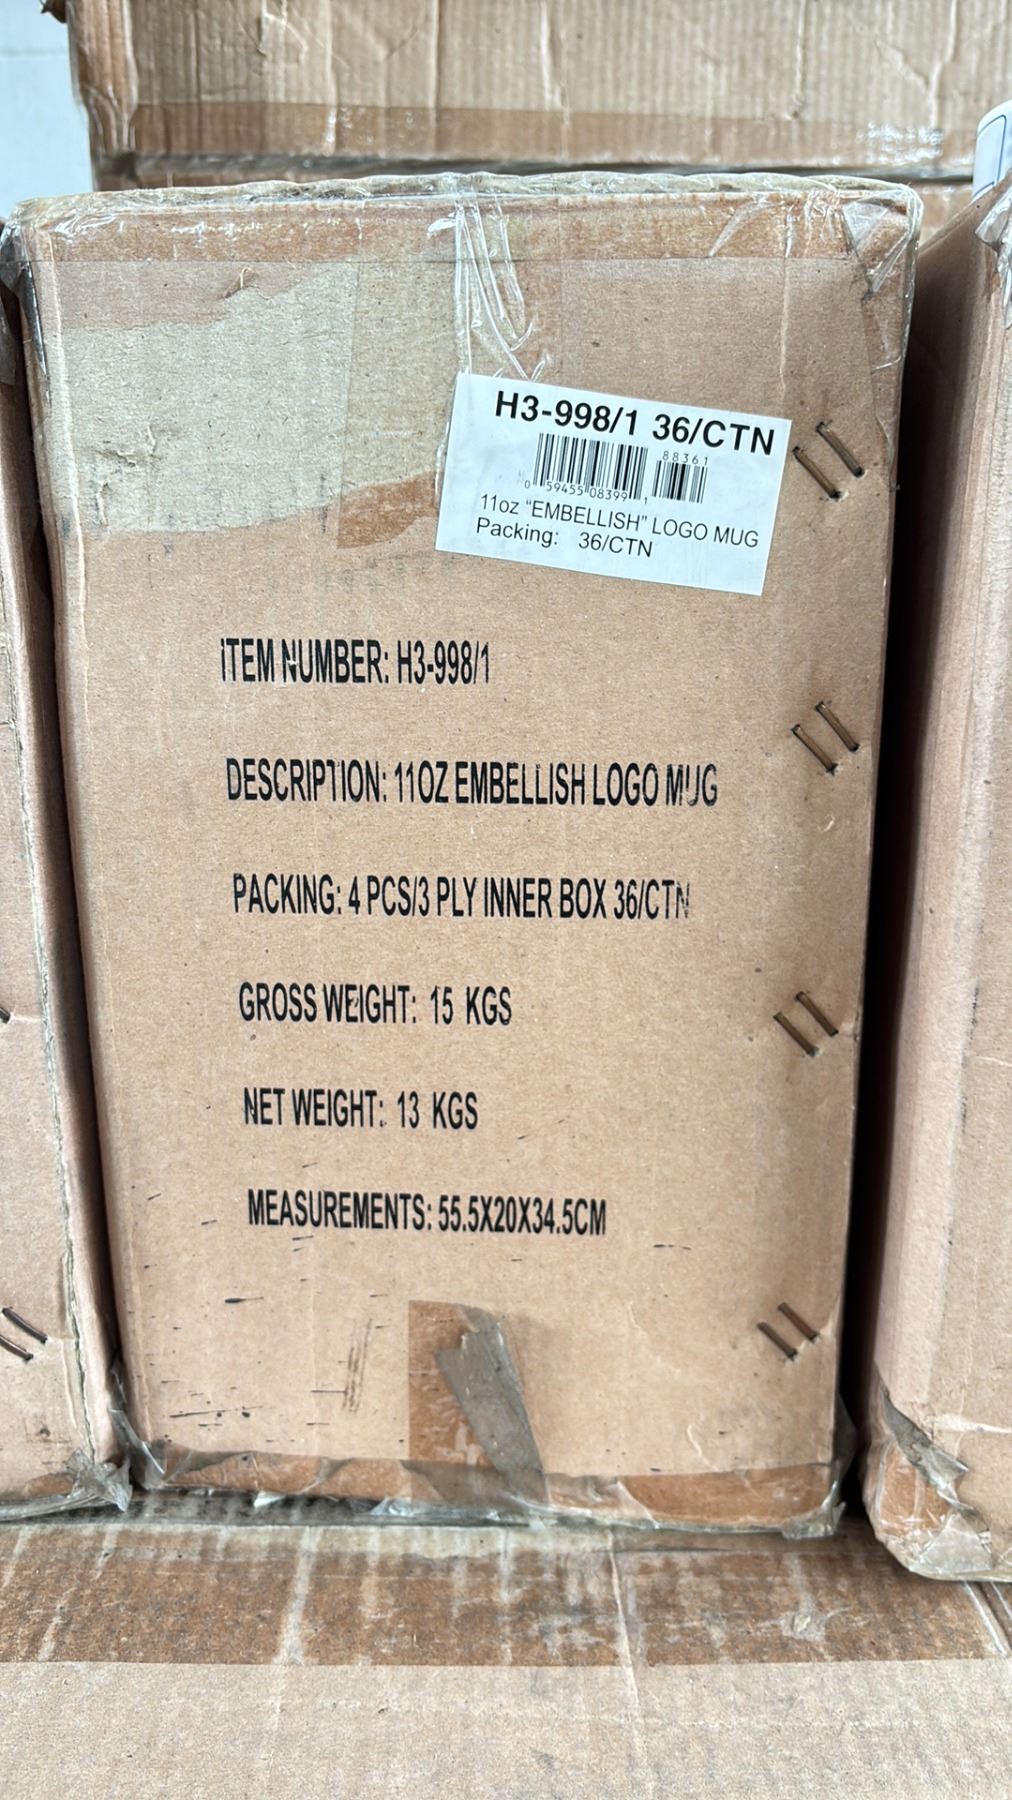 H3-998/1 36/CTN
88361
0 59455 08399 1
11oz “EMBELLISH” LOGO MUG
Packing: 36/CTN
ITEM NUMBER: H3-998/1
DESCRIPTION: 11OZ EMBELLISH LOGO MUG
PACKING: 4 PCS/3 PLY INNER BOX 36/CTN
GROSS WEIGHT: 15 KGS
NET WEIGHT: 13 KGS
MEASUREMENTS: 55.5X20X34.5CM